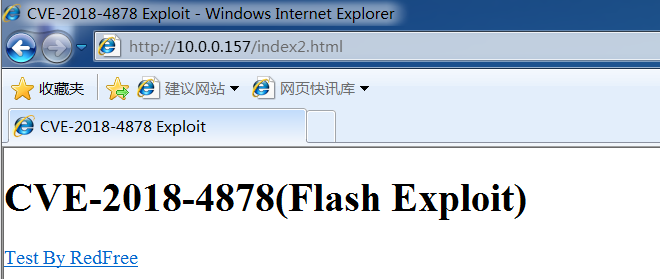 CVE-2018-4878 Exploit - Windows Internet Explorer
http://10.0.0.157/index2.html
收藏夹 建议网站 网页快讯库
CVE-2018-4878 Exploit
CVE-2018-4878(Flash Exploit)
Test By RedFree